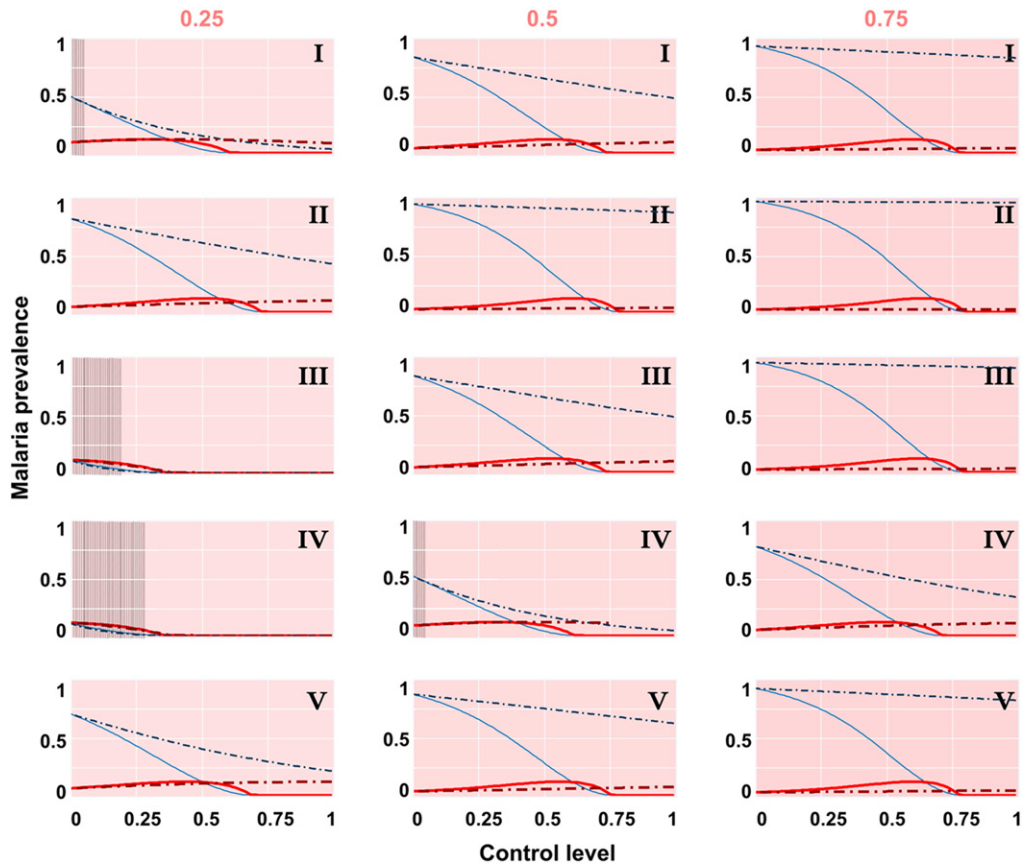 0.25 0.5 0.75
1 I 1 I 1 I
0.5 0.5 0.5
0 0 0
1 II 1 II 1 II
0.5 0.5 0.5
0 0 0
1 III 1 III 1 III
0.5 0.5 0.5
0 0 0
1 IV 1 IV 1 IV
0.5 0.5 0.5
0 0 0
1 V 1 V 1 V
0.5 0.5 0.5
0 0 0
0 0.25 0.5 0.75 1 0 0.25 0.5 0.75 1 0 0.25 0.5 0.75 1
Malaria prevalence
Control level